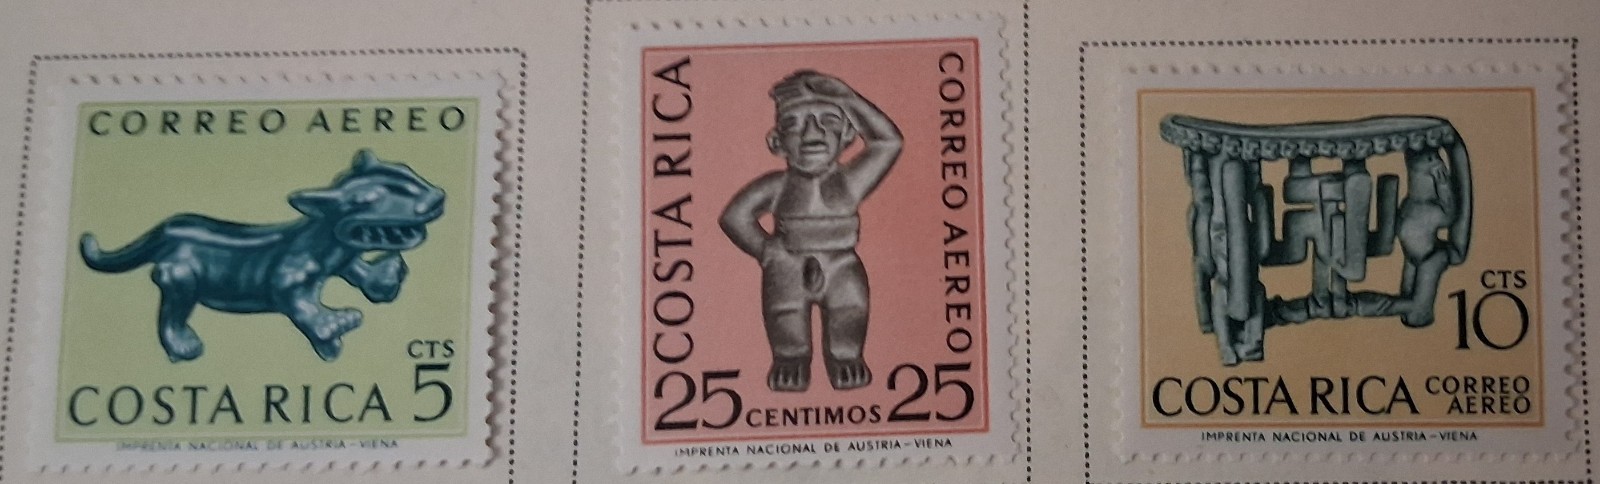 CORREO AEREO
CTS
COSTA RICA 5
IMPRENTA NACIONAL DE AUSTRIA-VIENA
COSTA RICA
CORREO AEREO
25 CENTIMOS 25
IMPRENTA NACIONAL DE AUSTRIA-VIENA
CTS
10
COSTA RICA CORREO
AEREO
IMPRENTA NACIONAL DE AUSTRIA-VIENA